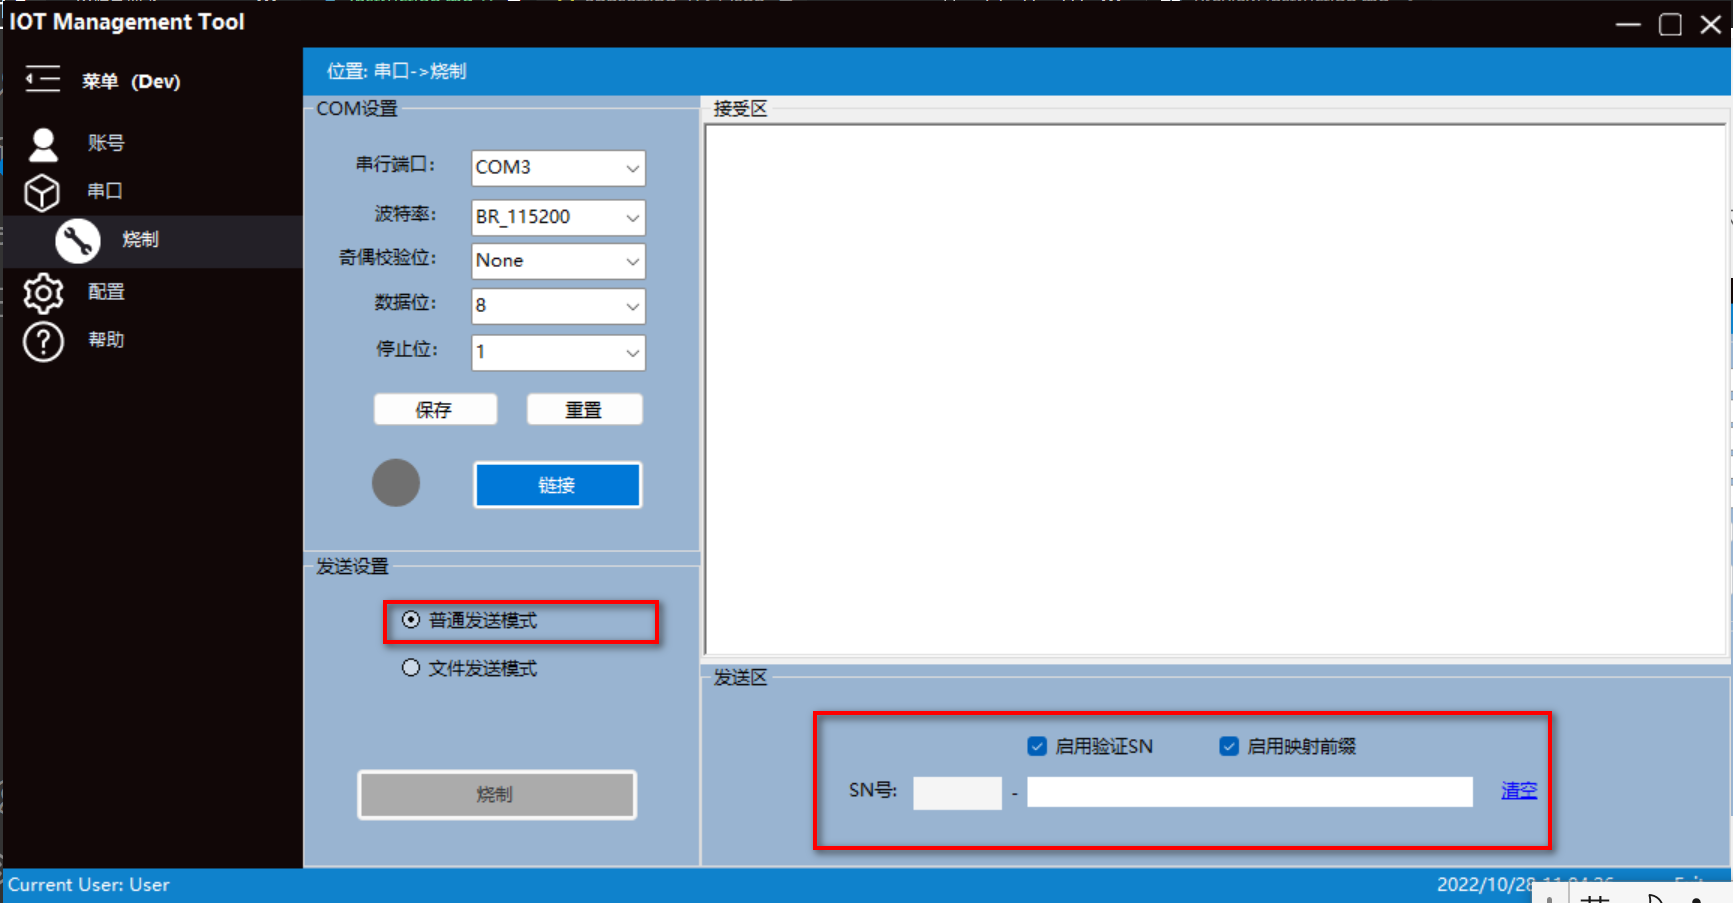 IOT Management Tool
菜单 (Dev)
账号
串口
烧制
配置
帮助
位置: 串口->烧制
COM设置
串行端口: COM3
波特率: BR_115200
奇偶校验位: None
数据位: 8
停止位: 1
保存 重置
链接
发送设置
普通发送模式
文件发送模式
烧制
接受区
发送区
启用验证SN 启用映射前缀
SN号: - 清空
Current User: User
2022/10/28